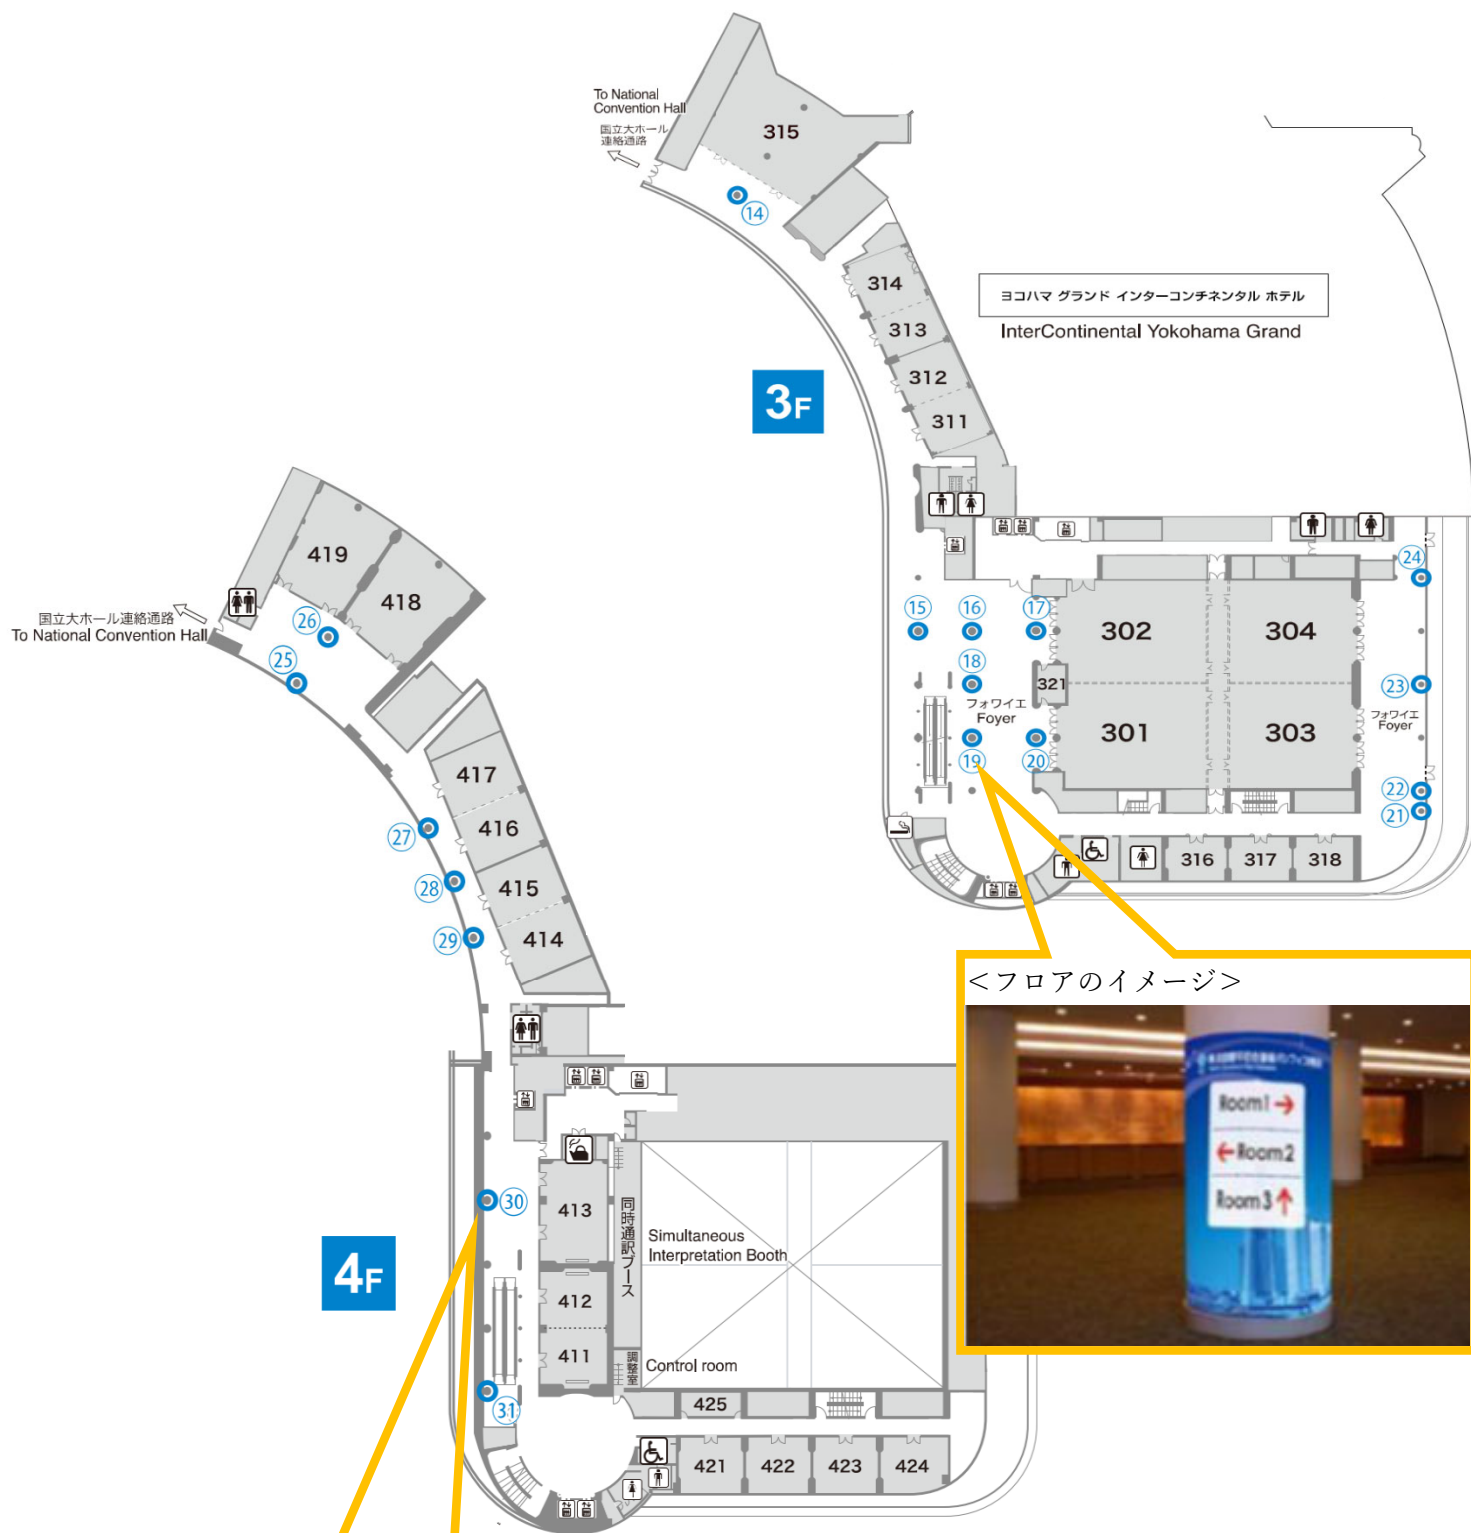 To National
Convention Hall
国立大ホール
連絡通路
315
⑭
314
313
312
311
ヨコハマ グランド インターコンチネンタル ホテル
InterContinental Yokohama Grand
3F
⑮
⑯
⑰
⑱
⑲
⑳
㉑
㉒
㉓
㉔
302
304
321
301
303
フォワイエ
Foyer
フォワイエ
Foyer
316
317
318
419
418
国立大ホール連絡通路
To National Convention Hall
㉖
㉕
417
416
415
414
㉗
㉘
㉙
<フロアのイメージ>
Room1 →
←Room2
Room3↑
㉚
㉛
4F
413
412
411
同時通訳ブース
Simultaneous
Interpretation Booth
調整室
Control room
425
421
422
423
424